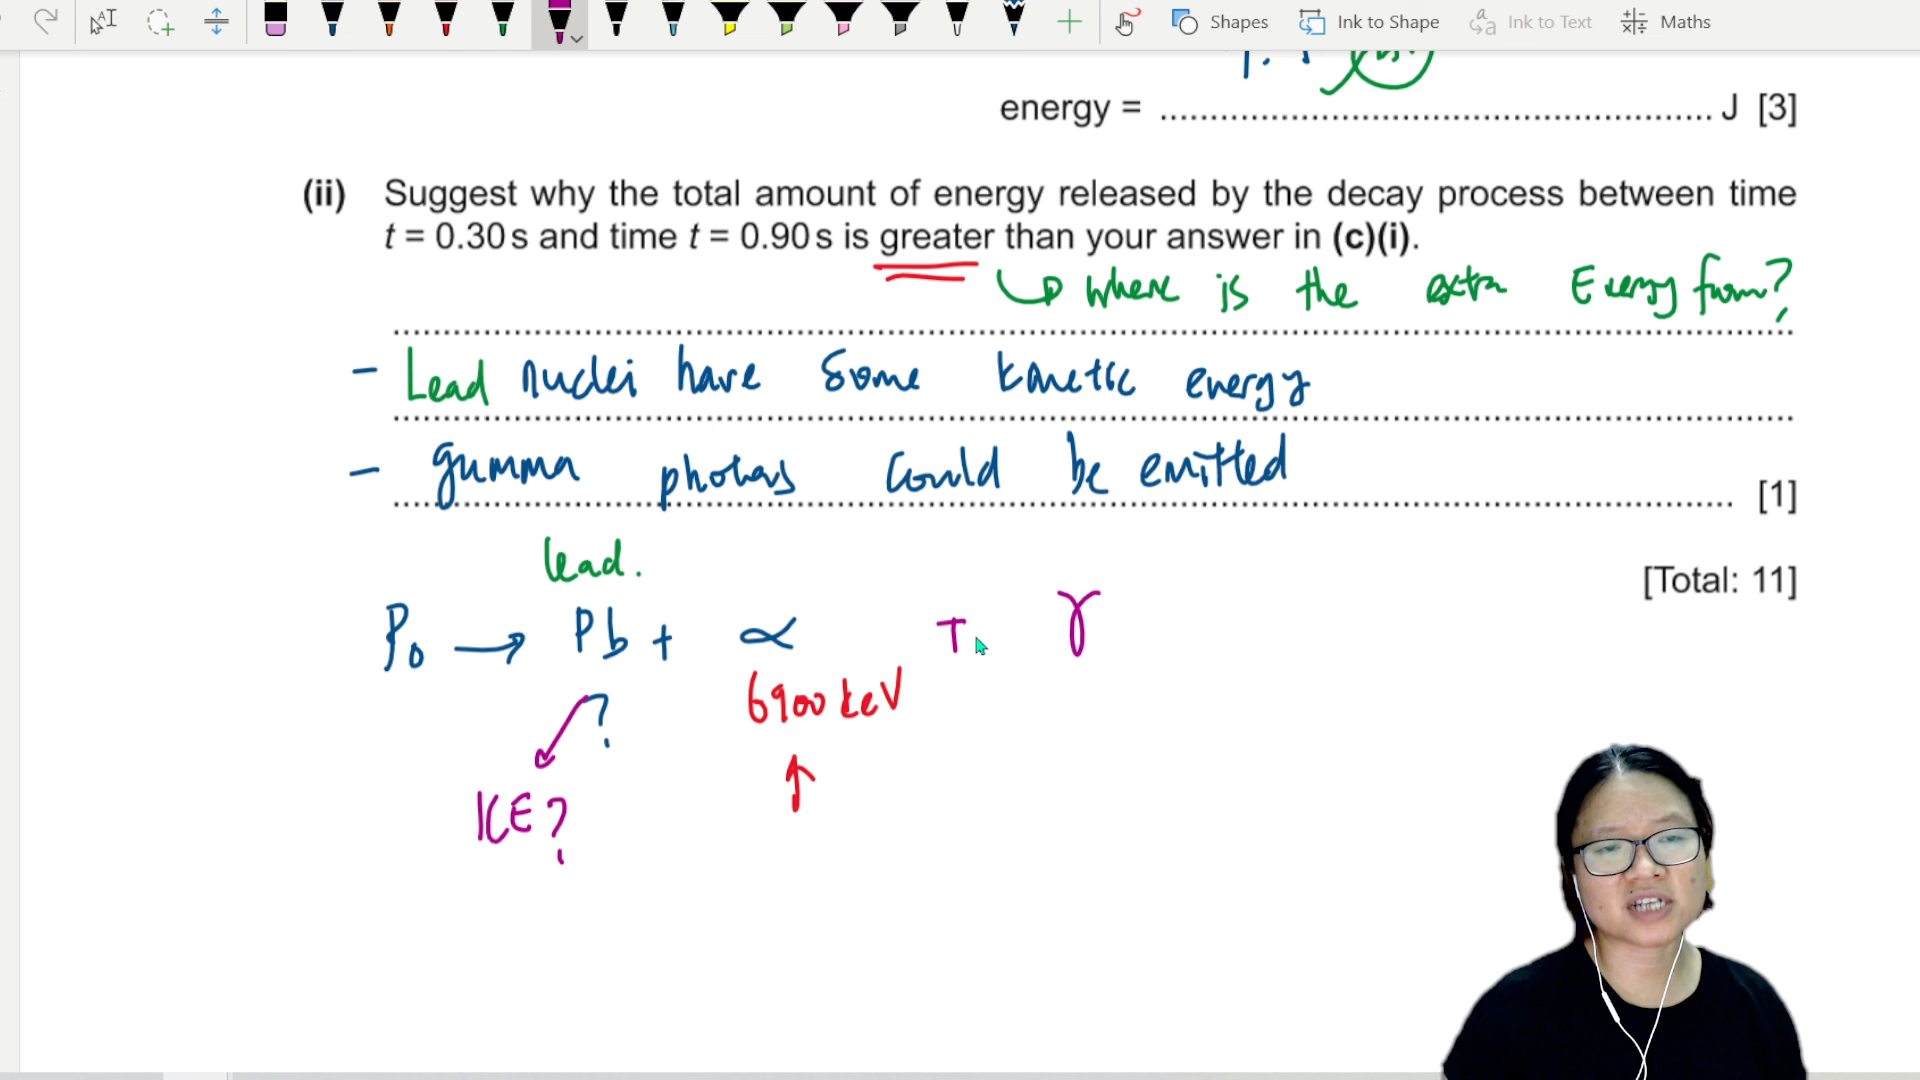 Shapes Ink to Shape Ink to Text Maths
energy = ........ J [3]
(ii) Suggest why the total amount of energy released by the decay process between time
t = 0.30 s and time t = 0.90 s is greater than your answer in (c)(i).
where is the extra Energy from?
- Lead nuclei have some kinetic energy
- gamma photons could be emitted
[1]
lead.
[Total: 11]
Po → Pb + α + γ
? 6900 keV
KE?